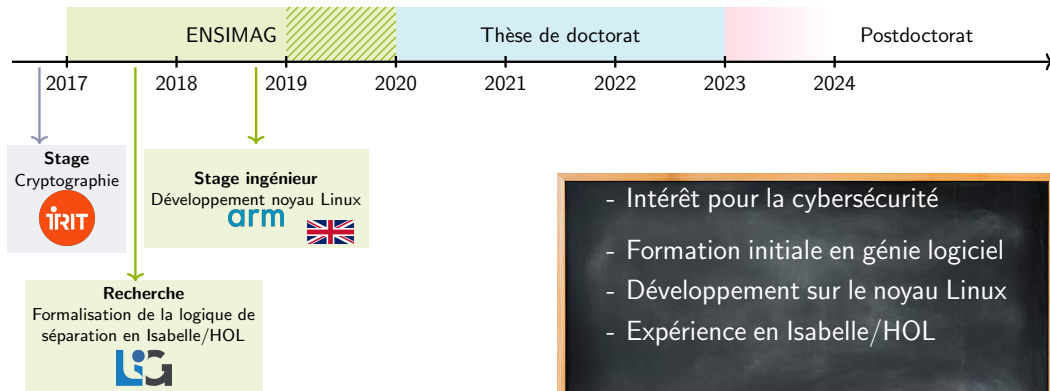 ENSIMAG
Thèse de doctorat
Postdoctorat
2017
2018
2019
2020
2021
2022
2023
2024
Stage
Cryptographie
IRIT
Stage ingénieur
Développement noyau Linux
arm
Recherche
Formalisation de la logique de
séparation en Isabelle/HOL
LIG
- Intérêt pour la cybersécurité
- Formation initiale en génie logiciel
- Développement sur le noyau Linux
- Expérience en Isabelle/HOL